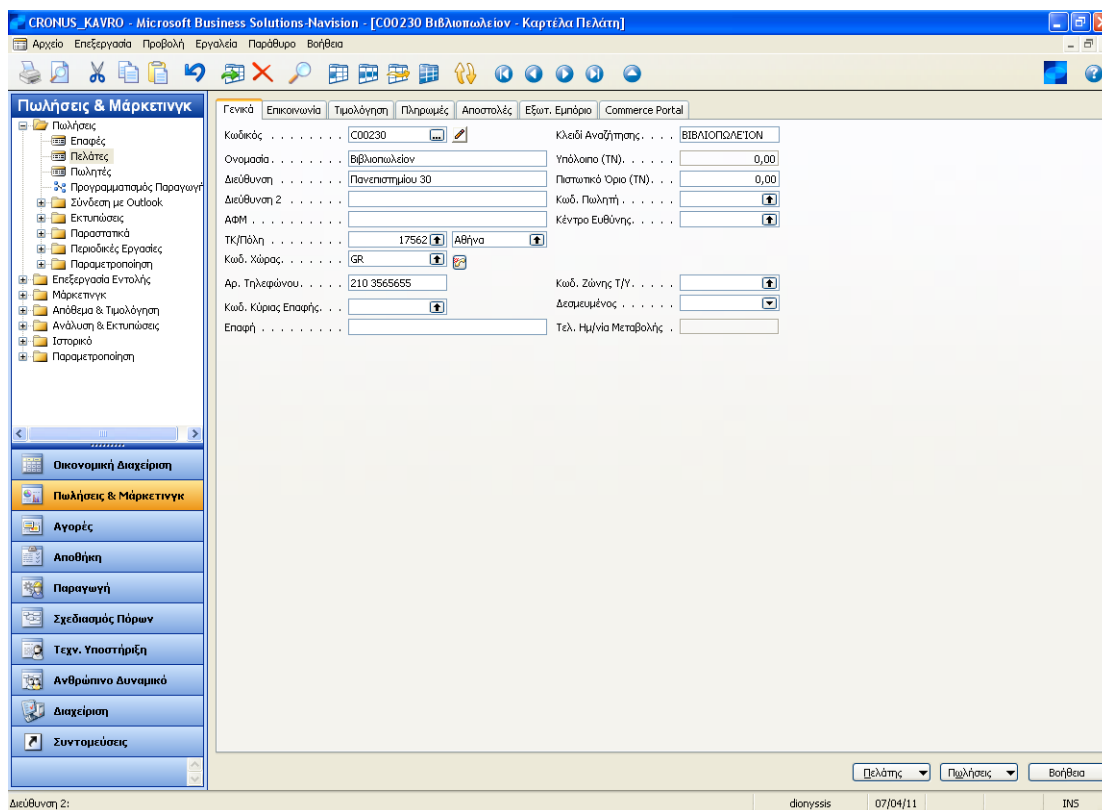 CRONUS_KAVRO - Microsoft Business Solutions-Navision - [C00230 Βιβλιοπωλείον - Καρτέλα Πελάτη]
Αρχείο Επεξεργασία Προβολή Εργαλεία Παράθυρο Βοήθεια
Πωλήσεις & Μάρκετινγκ
Πωλήσεις
Επαφές
Πελάτες
Πωλητές
Προγραμματισμός Παραγωγή
Σύνδεση με Outlook
Εκτυπώσεις
Παραστατικά
Περιοδικές Εργασίες
Παραμετροποίηση
Επεξεργασία Εντολής
Μάρκετινγκ
Απόθεμα & Τιμολόγηση
Ανάλυση & Εκτυπώσεις
Ιστορικό
Παραμετροποίηση
Οικονομική Διαχείριση
Πωλήσεις & Μάρκετινγκ
Αγορές
Αποθήκη
Παραγωγή
Σχεδιασμός Πόρων
Τεχν. Υποστήριξη
Ανθρώπινο Δυναμικό
Διαχείριση
Συντομεύσεις
Γενικά Επικοινωνία Τιμολόγηση Πληρωμές Αποστολές Εξωτ. Εμπόριο Commerce Portal
Κωδικός . . . . . . . . C00230 Κλειδί Αναζήτησης. . . . ΒΙΒΛΙΟΠΩΛΕΊΟΝ
Ονομασία. . . . . . . . Βιβλιοπωλείον Υπόλοιπο (ΤΝ). . . . . . 0,00
Διεύθυνση . . . . . . . Πανεπιστημίου 30 Πιστωτικό Όριο (ΤΝ). . . 0,00
Διεύθυνση 2 . . . . . . Κωδ. Πωλητή . . . . . .
ΑΦΜ . . . . . . . . . . Κέντρο Ευθύνης. . . . .
ΤΚ/Πόλη . . . . . . . . 17562 Αθήνα
Κωδ. Χώρας. . . . . . . GR
Αρ. Τηλεφώνου. . . . . 210 3565655 Κωδ. Ζώνης Τ/Υ. . . . .
Κωδ. Κύριας Επαφής. . . Δεσμευμένος . . . . . .
Επαφή . . . . . . . . . Τελ. Ημ/νία Μεταβολής .
Πελάτης Πωλήσεις Βοήθεια
Διεύθυνση 2: dionyssis 07/04/11 INS